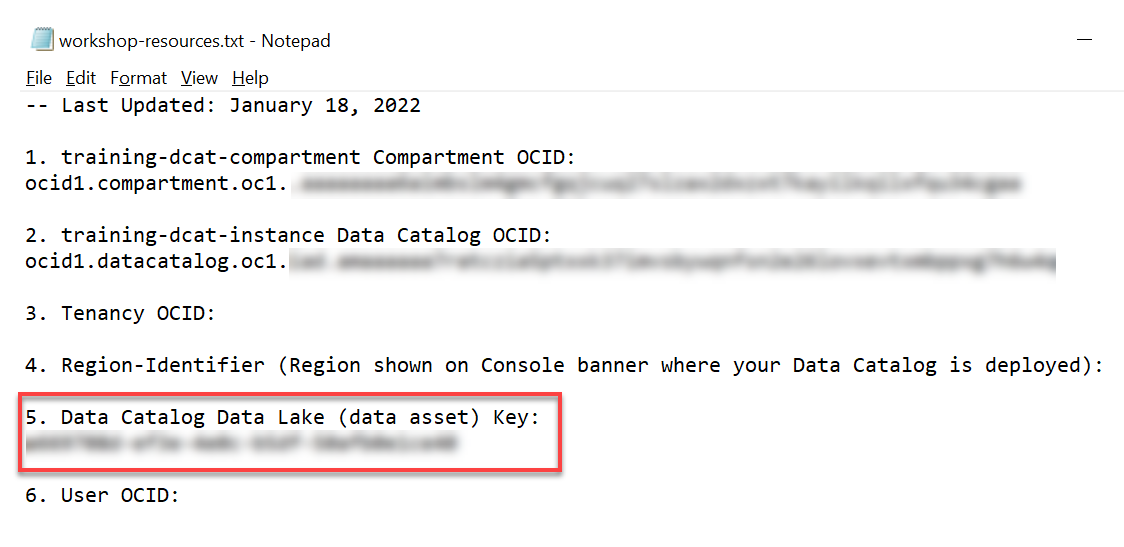 workshop-resources.txt - Notepad
File Edit Format View Help
-- Last Updated: January 18, 2022
1. training-dcat-compartment Compartment OCID:
ocid1.compartment.oc1.
2. training-dcat-instance Data Catalog OCID:
ocid1.datacatalog.oc1.
3. Tenancy OCID:
4. Region-Identifier (Region shown on Console banner where your Data Catalog is deployed):
5. Data Catalog Data Lake (data asset) Key:
6. User OCID: